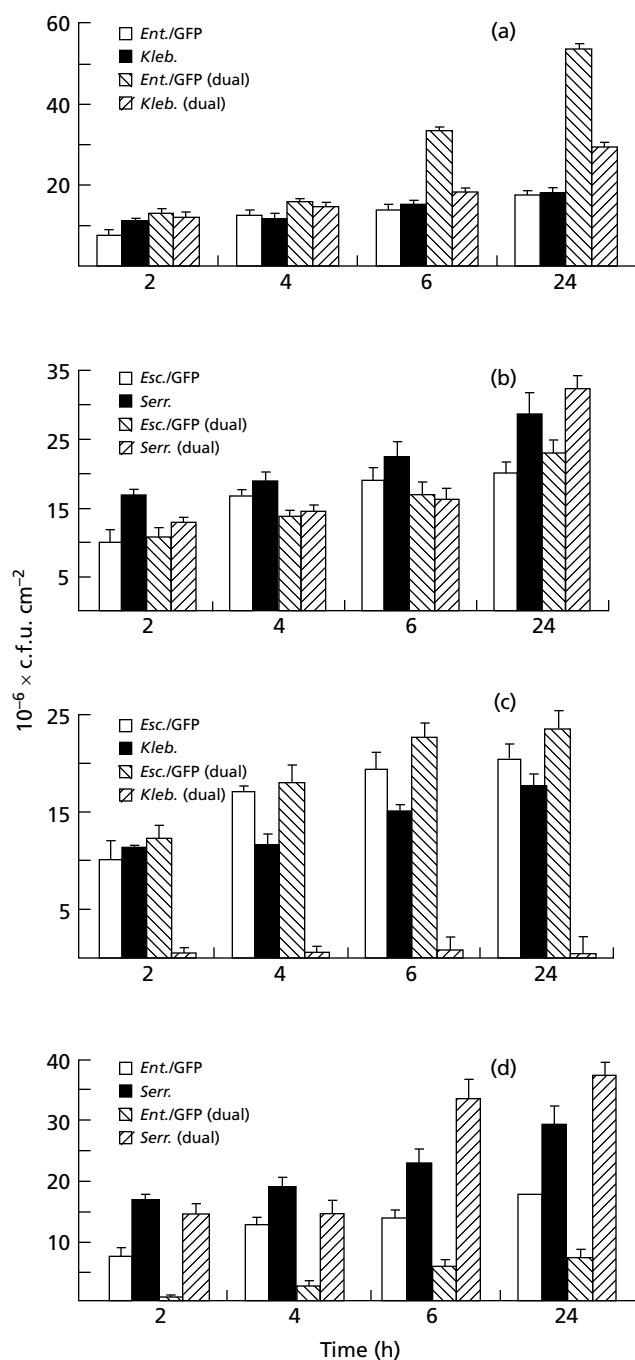 (a)
Ent./GFP
Kleb.
Ent./GFP (dual)
Kleb. (dual)
60
40
20
2 4 6 24
(b)
Esc./GFP
Serr.
Esc./GFP (dual)
Serr. (dual)
35
25
15
5
2 4 6 24
10⁻⁶ × c.f.u. cm⁻²
(c)
Esc./GFP
Kleb.
Esc./GFP (dual)
Kleb. (dual)
25
15
5
2 4 6 24
(d)
Ent./GFP
Serr.
Ent./GFP (dual)
Serr. (dual)
40
30
20
10
2 4 6 24
Time (h)